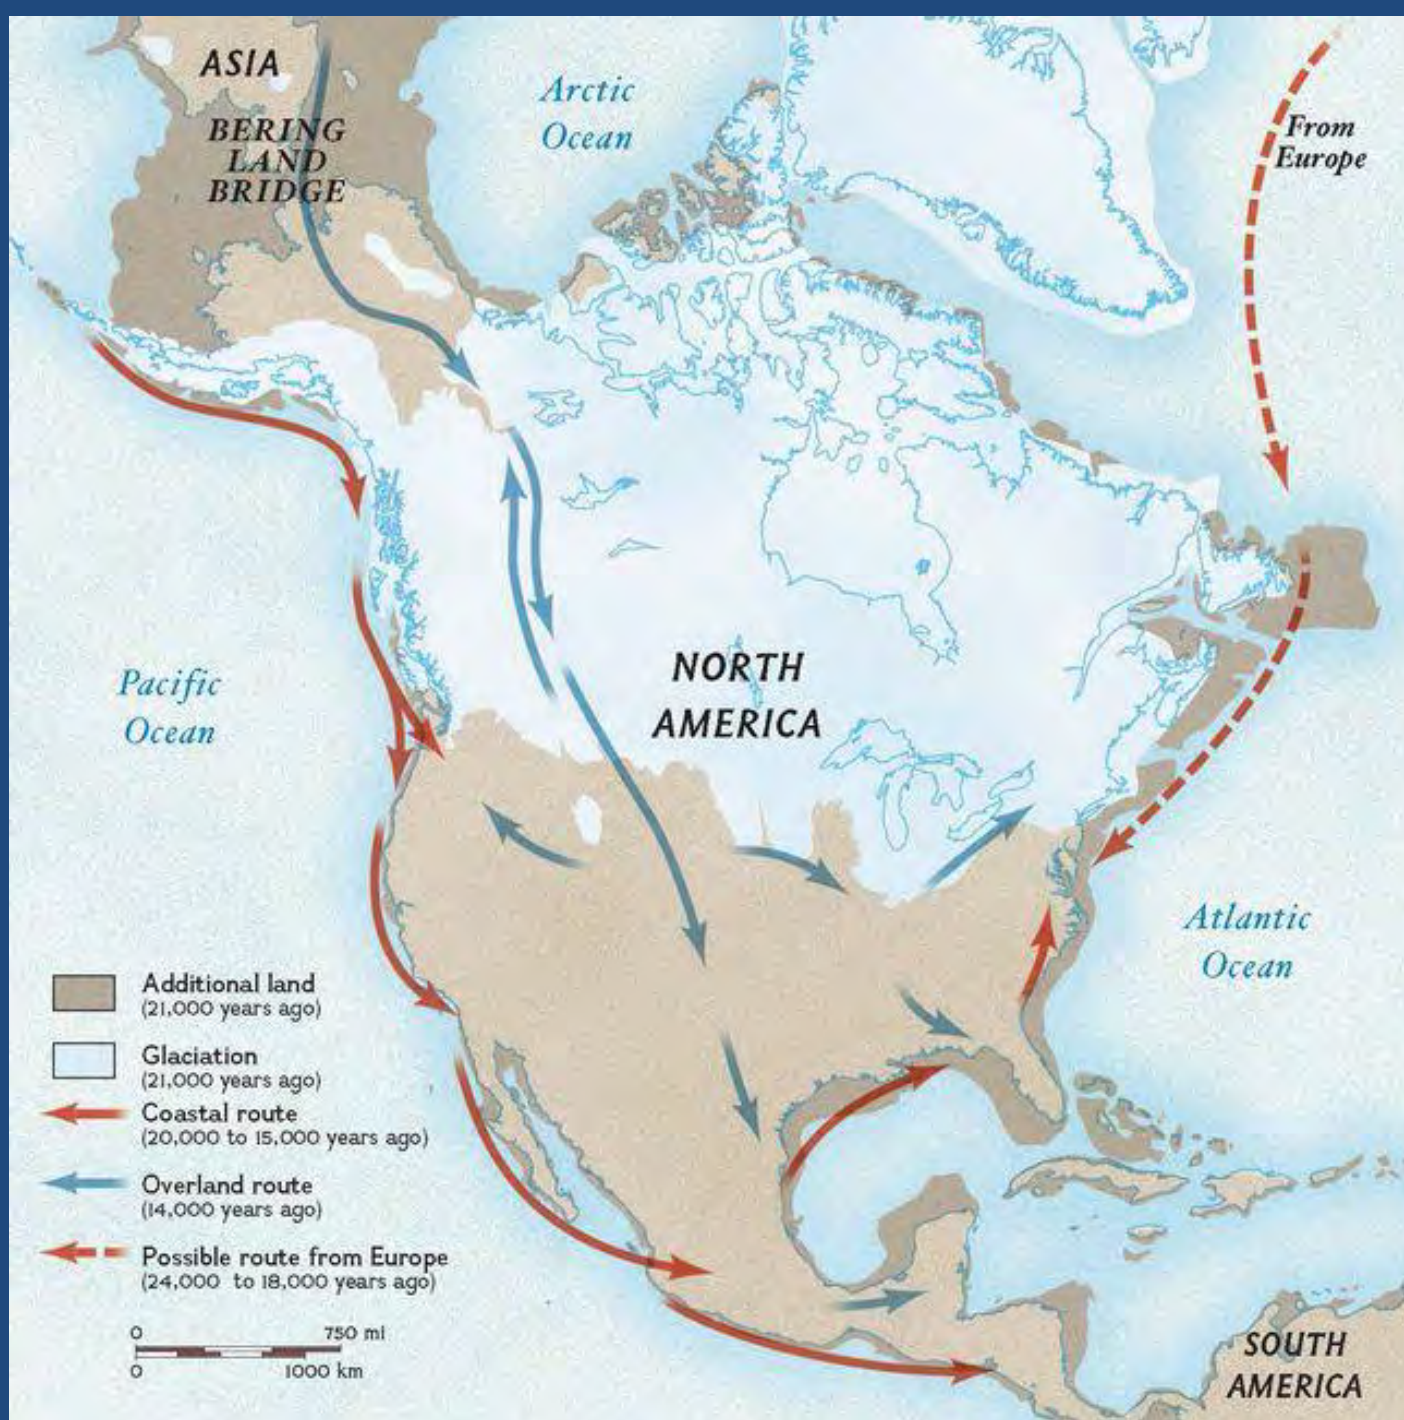 ASIA
BERING
LAND
BRIDGE
Arctic
Ocean
From
Europe
Pacific
Ocean
NORTH
AMERICA
Atlantic
Ocean
Additional land
(21,000 years ago)
Glaciation
(21,000 years ago)
Coastal route
(20,000 to 15,000 years ago)
Overland route
(14,000 years ago)
Possible route from Europe
(24,000 to 18,000 years ago)
0 750 mi
0 1000 km
SOUTH
AMERICA